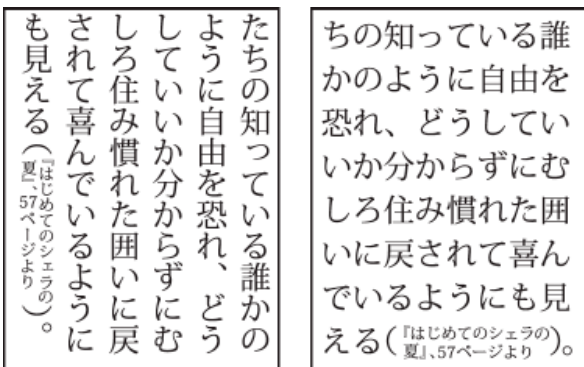 たちの知っている誰かの
ように自由を恐れ、どう
していいか分からずにむ
しろ住み慣れた囲いに戻
されて喜んでいるように
も見える（『はじめてのシェラの
夏』、57ページより）。
ちの知っている誰
かのように自由を
恐れ、どうしてい
いか分からずにむ
しろ住み慣れた囲
いに戻されて喜ん
でいるようにも見
える（『はじめてのシェラの
夏』、57ページより）。